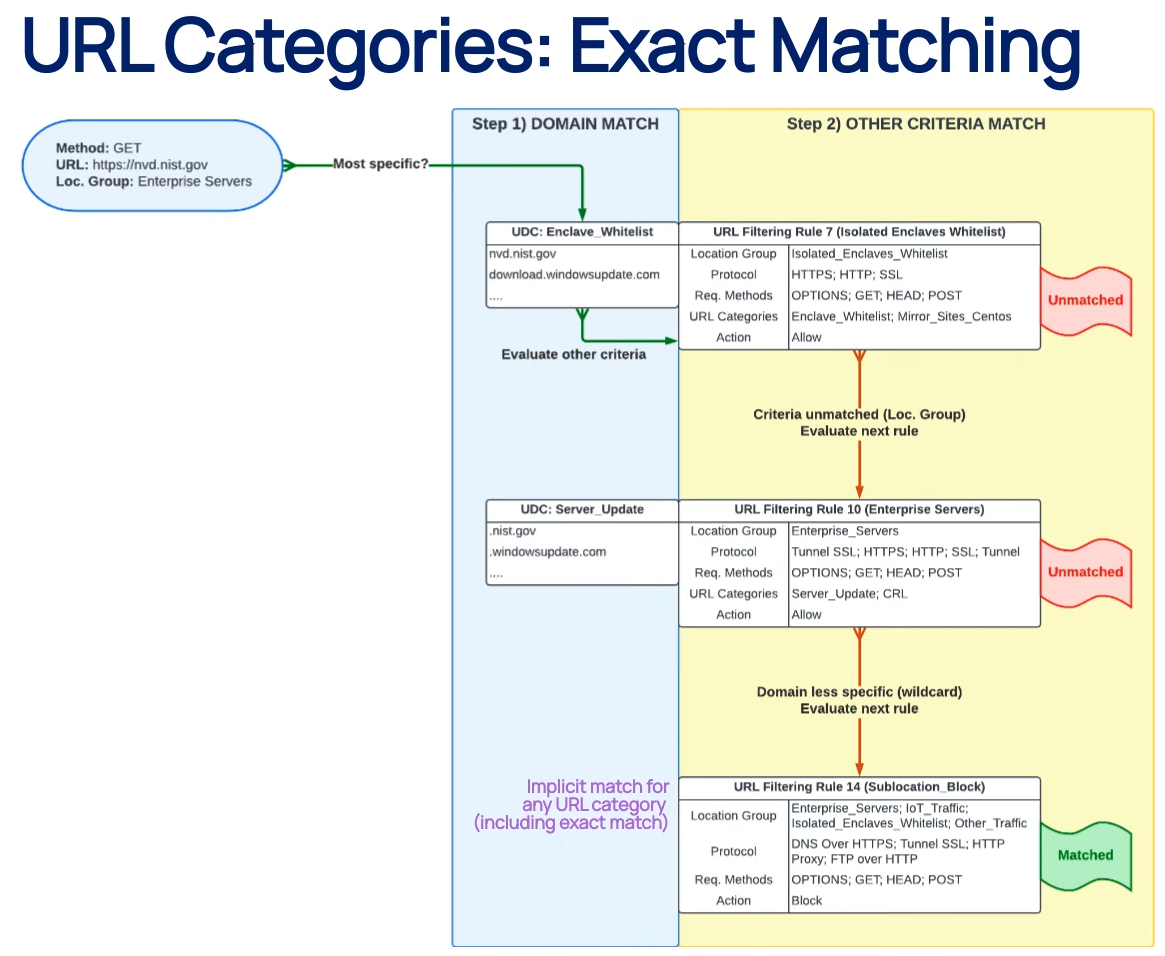 URL Categories: Exact Matching
Step 1) DOMAIN MATCH
Step 2) OTHER CRITERIA MATCH
Method: GET
URL: https://nvd.nist.gov
Loc. Group: Enterprise Servers
Most specific?
UDC: Enclave_Whitelist
nvd.nist.gov
download.windowsupdate.com
....
Evaluate other criteria
URL Filtering Rule 7 (Isolated Enclaves Whitelist)
Location Group Isolated_Enclaves_Whitelist
Protocol HTTPS; HTTP; SSL
Req. Methods OPTIONS; GET; HEAD; POST
URL Categories Enclave_Whitelist; Mirror_Sites_Centos
Action Allow
Unmatched
Criteria unmatched (Loc. Group)
Evaluate next rule
UDC: Server_Update
.nist.gov
.windowsupdate.com
....
URL Filtering Rule 10 (Enterprise Servers)
Location Group Enterprise_Servers
Protocol Tunnel SSL; HTTPS; HTTP; SSL; Tunnel
Req. Methods OPTIONS; GET; HEAD; POST
URL Categories Server_Update; CRL
Action Allow
Unmatched
Domain less specific (wildcard)
Evaluate next rule
Implicit match for
any URL category
(including exact match)
URL Filtering Rule 14 (Sublocation_Block)
Location Group Enterprise_Servers; IoT_Traffic;
Isolated_Enclaves_Whitelist; Other_Traffic
Protocol DNS Over HTTPS; Tunnel SSL; HTTP
Proxy; FTP over HTTP
Req. Methods OPTIONS; GET; HEAD; POST
Action Block
Matched